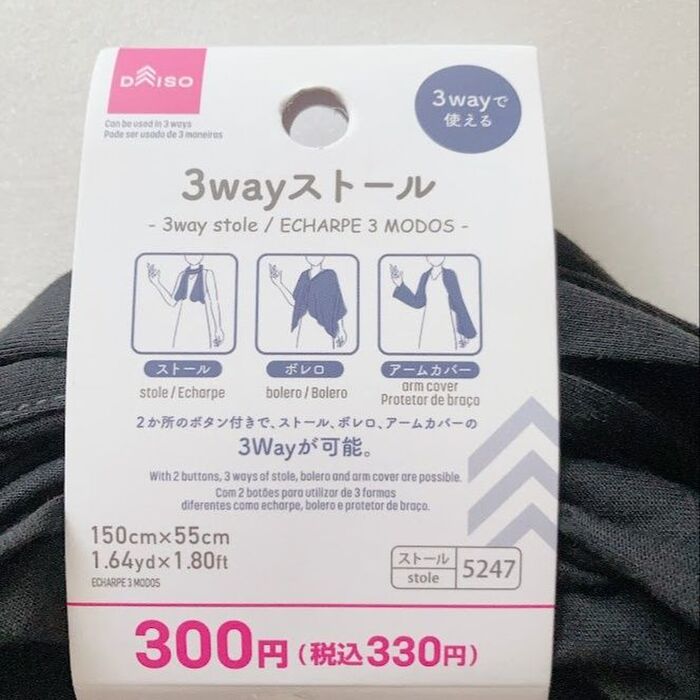 DAISO
Can be used in 3 ways
Pode ser usado de 3 maneiras
3wayで
使える
3wayストール
- 3way stole / ECHARPE 3 MODOS -
ストール
stole / Echarpe
ボレロ
bolero / Bolero
アームカバー
arm cover
Protetor de braço
2か所のボタン付きで、ストール、ボレロ、アームカバーの
3Wayが可能。
With 2 buttons, 3 ways of stole, bolero and arm cover are possible.
Com 2 botões para utilizar de 3 formas
diferentes como echarpe, bolero e protetor de braço.
150cm×55cm
1.64yd×1.80ft
ECHARPE 3 MODOS
ストール
stole
5247
300円(税込330円)